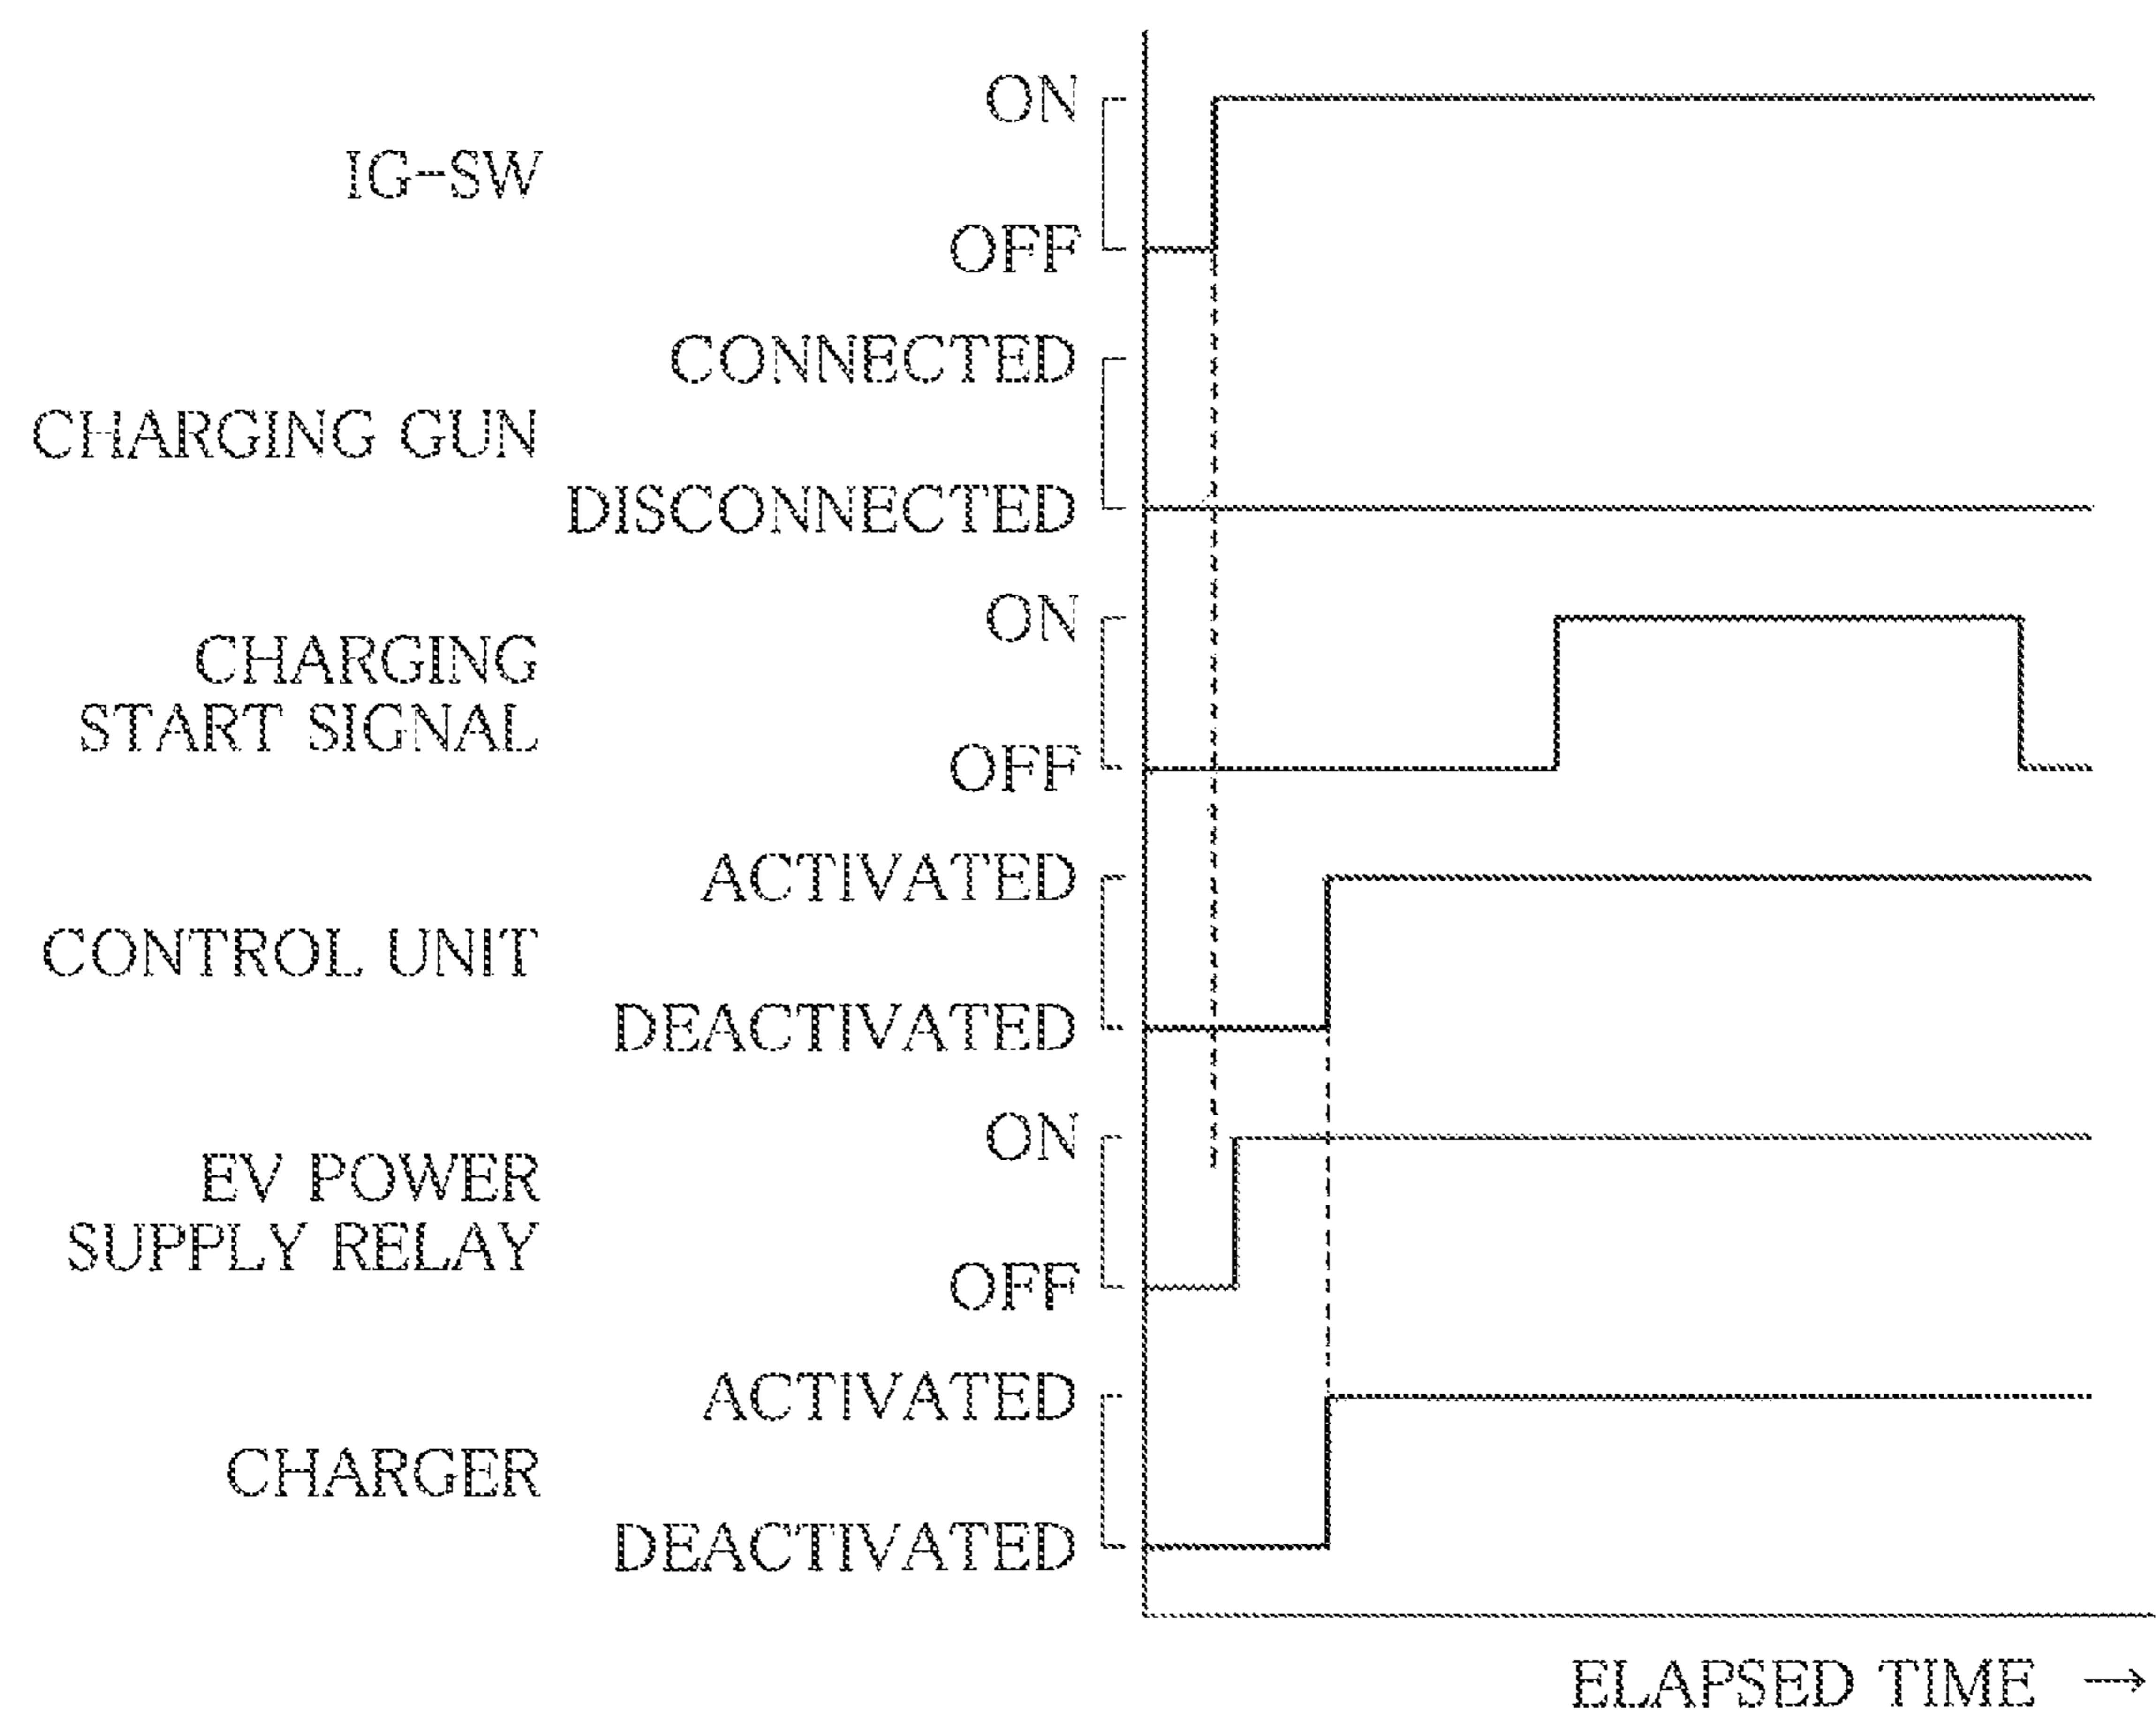 ON
IG-SW
OFF
CONNECTED
CHARGING GUN
DISCONNECTED
ON
CHARGING
START SIGNAL
OFF
ACTIVATED
CONTROL UNIT
DEACTIVATED
ON
EV POWER
SUPPLY RELAY
OFF
ACTIVATED
CHARGER
DEACTIVATED
ELAPSED TIME →